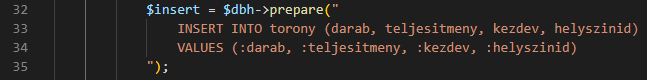 32 $insert = $dbh->prepare("
33 INSERT INTO torony (darab, teljesitmeny, kezdev, helyszinid)
34 VALUES (:darab, :teljesitmeny, :kezdev, :helyszinid)
35 ");